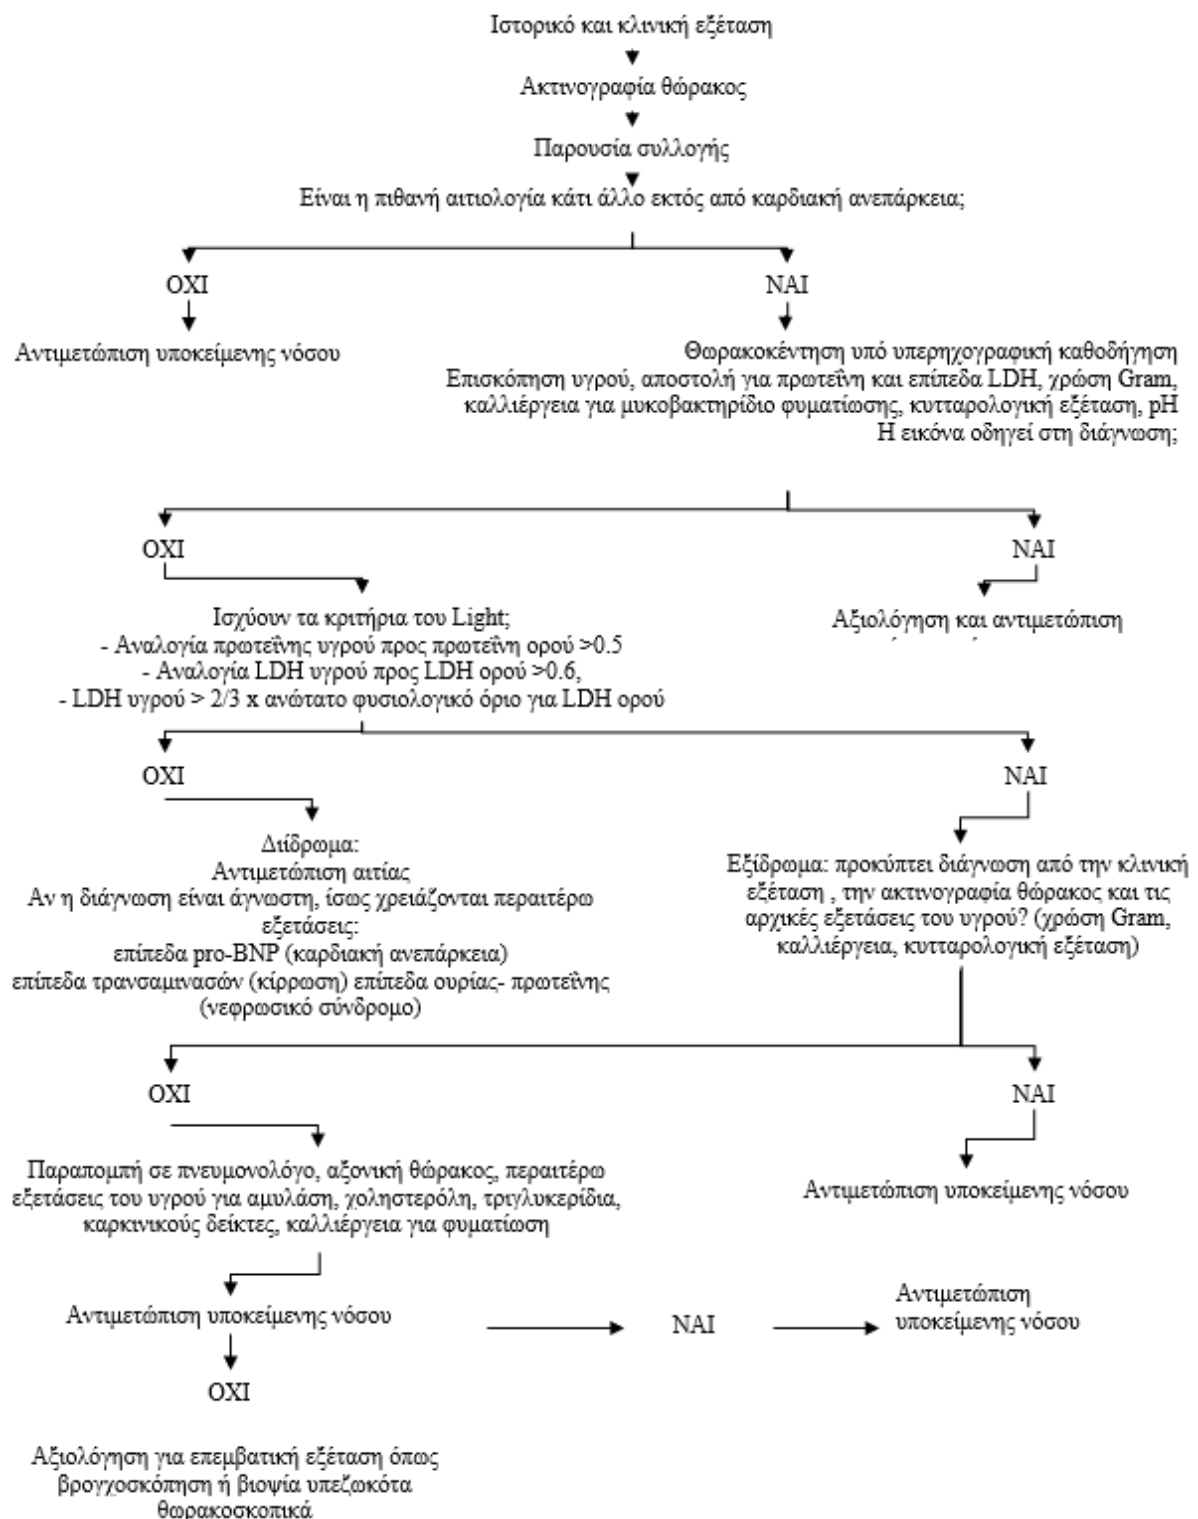 Ιστορικό και κλινική εξέταση
Ακτινογραφία θώρακος
Παρουσία συλλογής
Είναι η πιθανή αιτιολογία κάτι άλλο εκτός από καρδιακή ανεπάρκεια;
ΟΧΙ
ΝΑΙ
Αντιμετώπιση υποκείμενης νόσου
Θωρακοκέντηση υπό υπερηχογραφική καθοδήγηση
Επισκόπηση υγρού, αποστολή για πρωτεΐνη και επίπεδα LDH, χρώση Gram,
καλλιέργεια για μυκοβακτηρίδιο φυματίωσης, κυτταρολογική εξέταση, pH
Η εικόνα οδηγεί στη διάγνωση;
ΟΧΙ
ΝΑΙ
Ισχύουν τα κριτήρια του Light;
- Αναλογία πρωτεΐνης υγρού προς πρωτεΐνη ορού >0.5
- Αναλογία LDH υγρού προς LDH ορού >0.6,
- LDH υγρού > 2/3 x ανώτατο φυσιολογικό όριο για LDH ορού
Αξιολόγηση και αντιμετώπιση
ΟΧΙ
ΝΑΙ
Διίδρωμα:
Αντιμετώπιση αιτίας
Αν η διάγνωση είναι άγνωστη, ίσως χρειάζονται περαιτέρω
εξετάσεις:
επίπεδα pro-BNP (καρδιακή ανεπάρκεια)
επίπεδα τρανσαμινασών (κίρρωση) επίπεδα ουρίας- πρωτεΐνης
(νεφρωσικό σύνδρομο)
Εξίδρωμα: προκύπτει διάγνωση από την κλινική
εξέταση , την ακτινογραφία θώρακος και τις
αρχικές εξετάσεις του υγρού? (χρώση Gram,
καλλιέργεια, κυτταρολογική εξέταση)
ΟΧΙ
ΝΑΙ
Παραπομπή σε πνευμονολόγο, αξονική θώρακος, περαιτέρω
εξετάσεις του υγρού για αμυλάση, χοληστερόλη, τριγλυκερίδια,
καρκινικούς δείκτες, καλλιέργεια για φυματίωση
Αντιμετώπιση υποκείμενης νόσου
Αντιμετώπιση υποκείμενης νόσου
ΝΑΙ
Αντιμετώπιση
υποκείμενης νόσου
ΟΧΙ
Αξιολόγηση για επεμβατική εξέταση όπως
βρογχοσκόπηση ή βιοψία υπεζωκότα
θωρακοσκοπικά